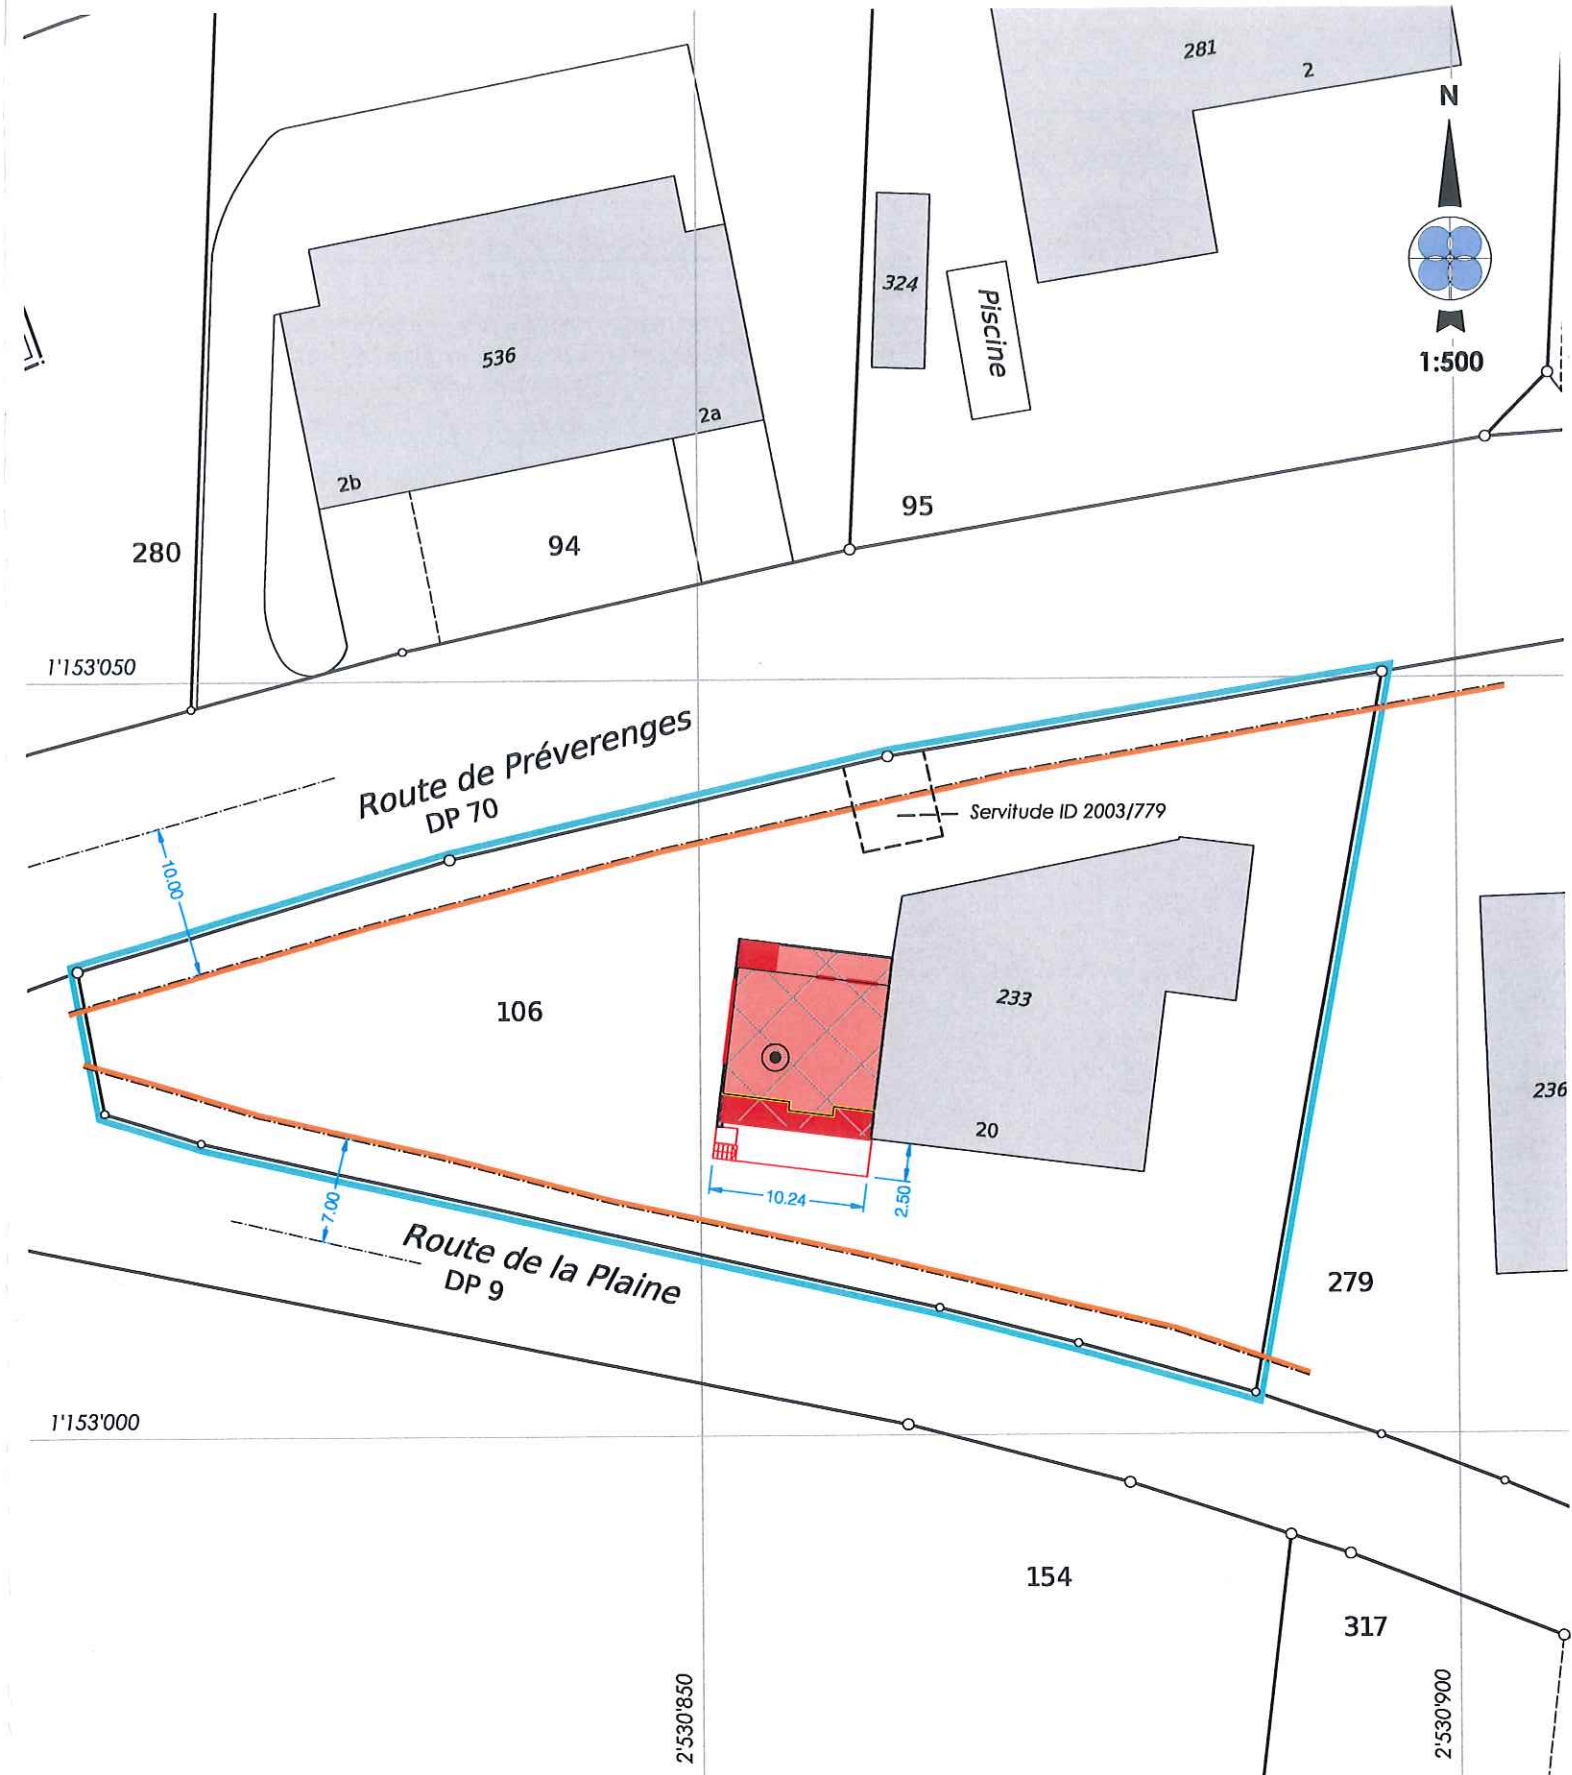 281
2
N
324
Piscine
1:500
536
2a
2b
95
280
94
1'153'050
Route de Préverenges
DP 70
Servitude ID 2003/779
10.00
106
233
236
20
7.00
10.24
2.50
Route de la Plaine
DP 9
279
1'153'000
154
317
2'530'850
2'530'900